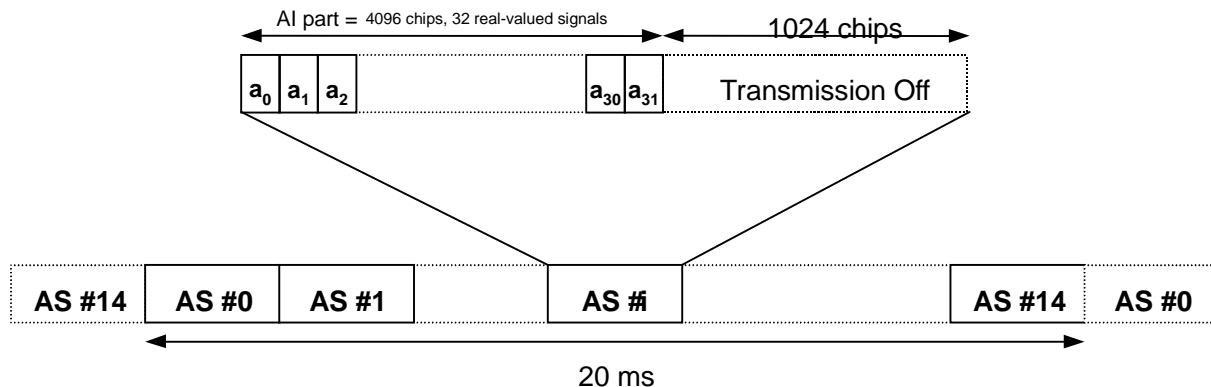 AI part = 4096 chips, 32 real-valued signals
1024 chips
a0 a1 a2 a30 a31 Transmission Off
AS #14 AS #0 AS #1 AS #i AS #14 AS #0
20 ms